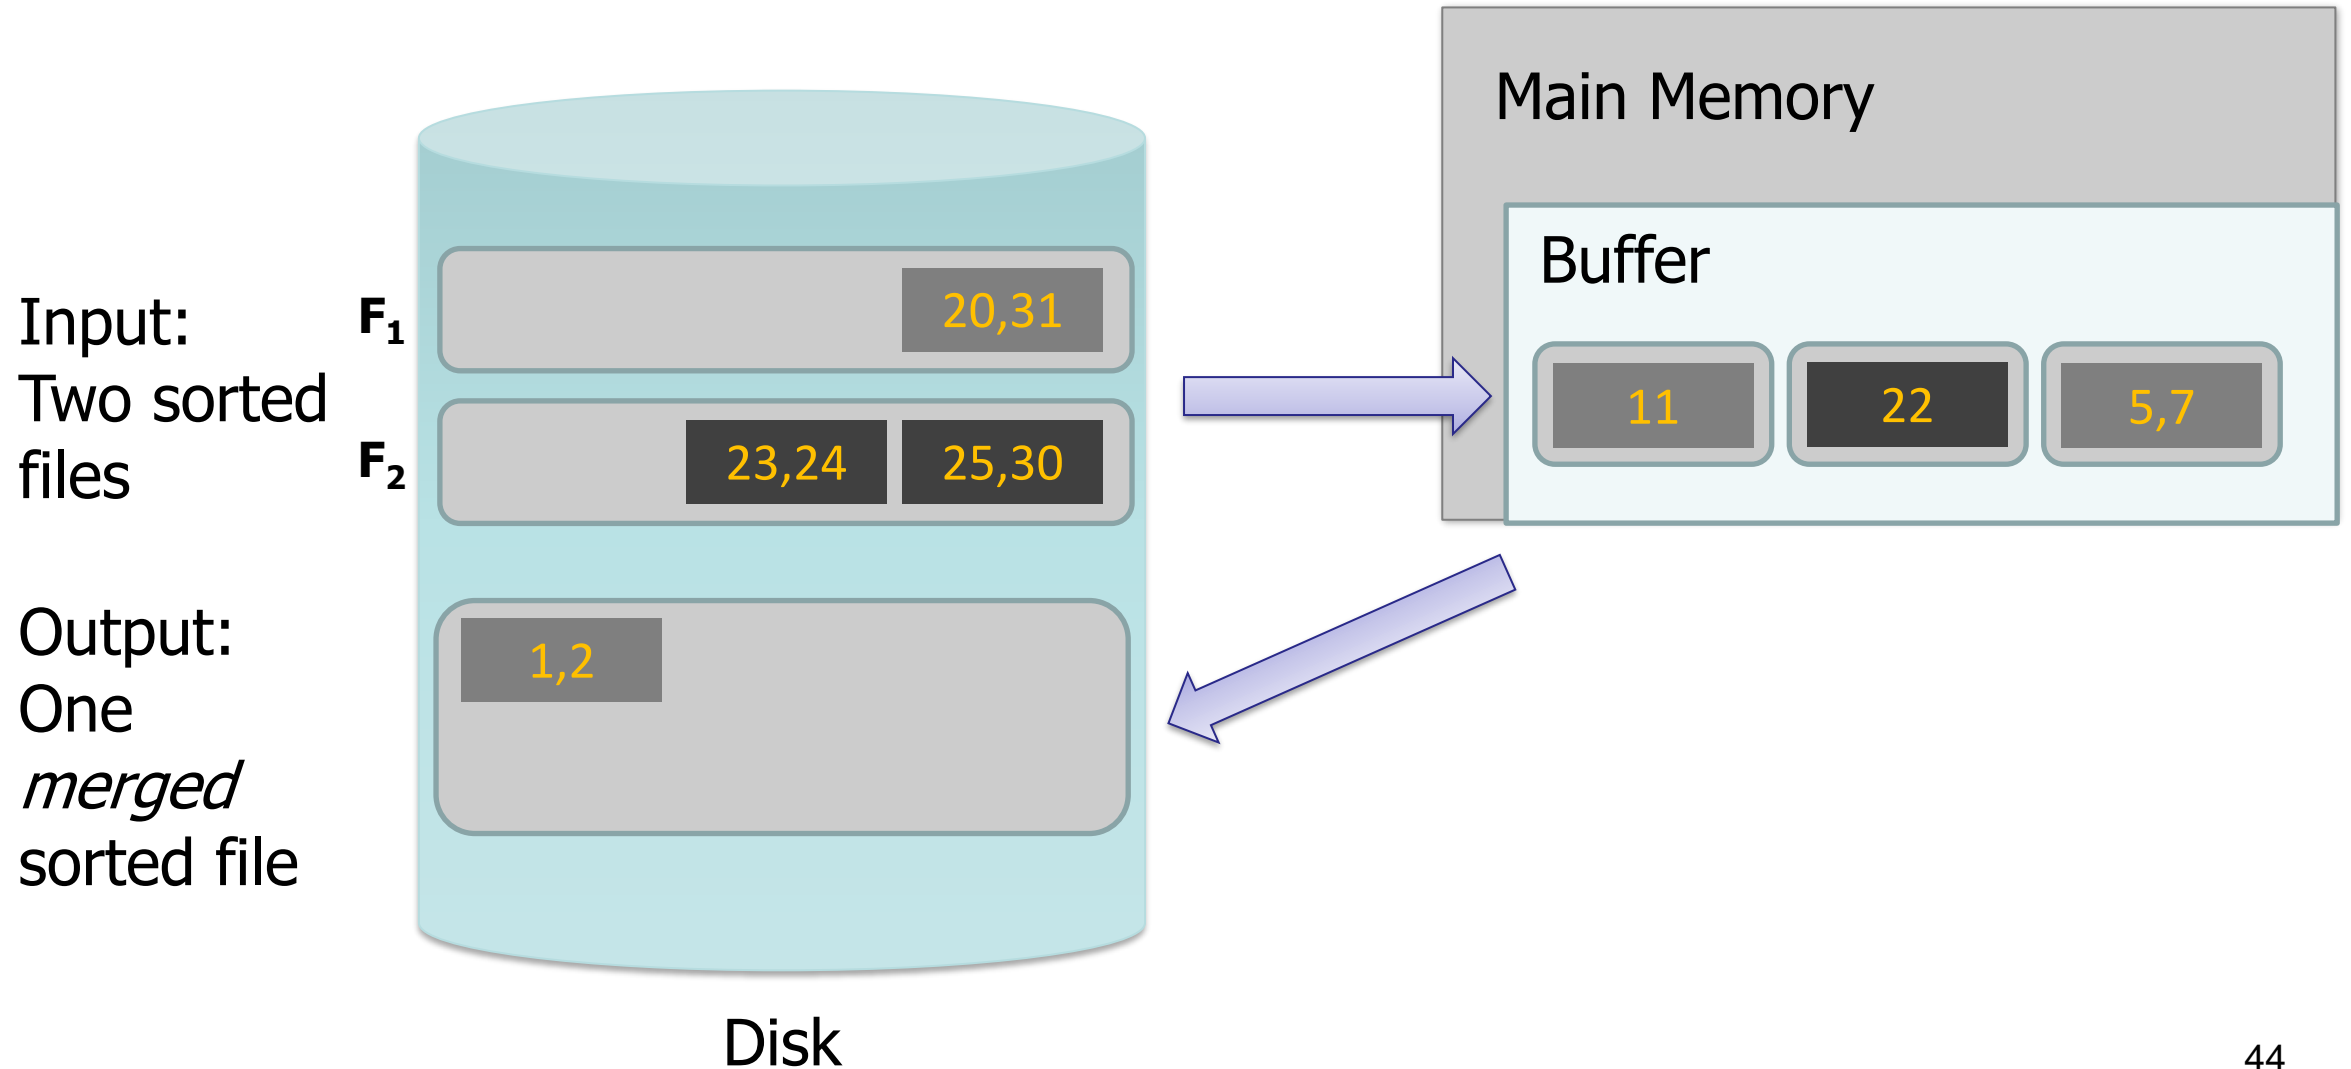 Main Memory
Buffer
Input:
Two sorted
files
F1
20,31
F2
23,24 25,30
11 22 5,7
Output:
One
merged
sorted file
1,2
Disk
44